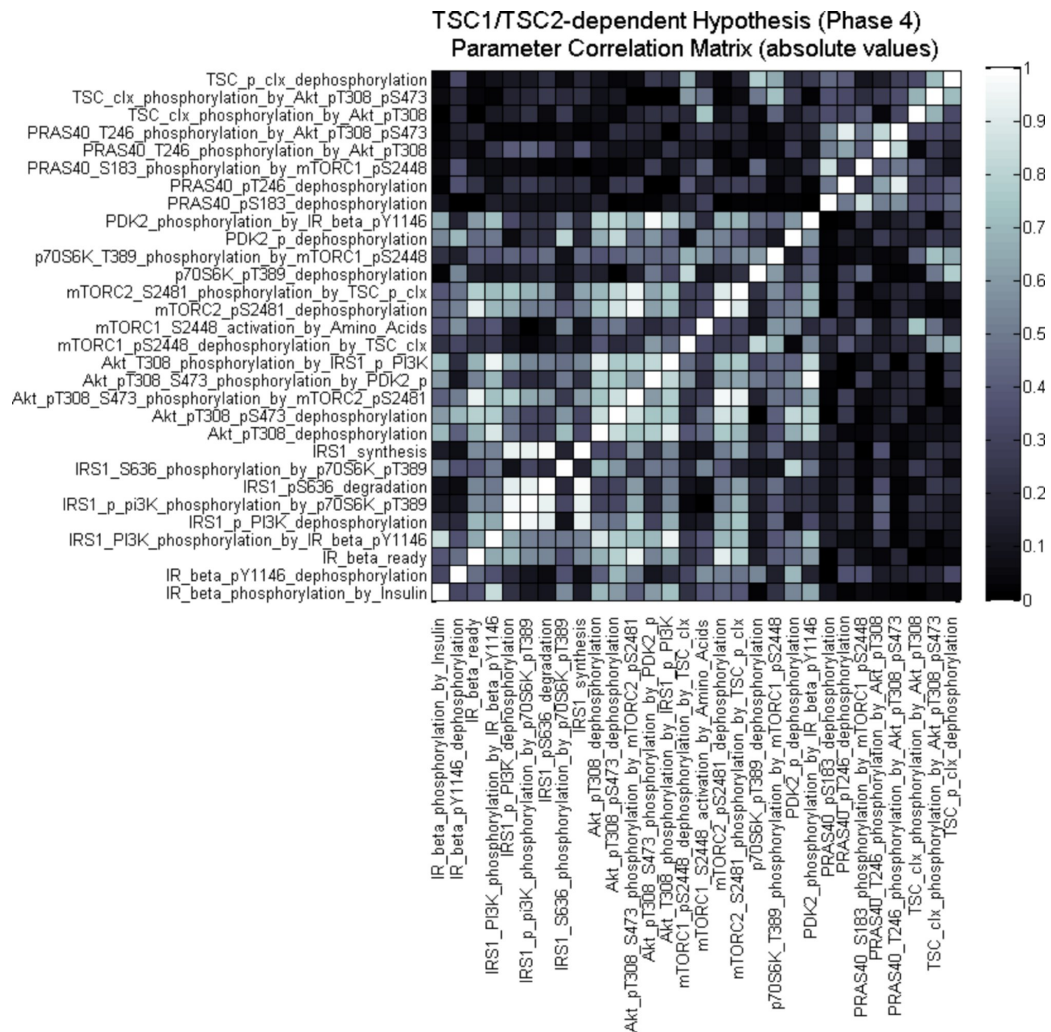 TSC1/TSC2-dependent Hypothesis (Phase 4)
Parameter Correlation Matrix (absolute values)
TSC_p_clx_dephosphorylation
TSC_clx_phosphorylation_by_Akt_pT308_pS473
TSC_clx_phosphorylation_by_Akt_pT308
PRAS40_T246_phosphorylation_by_Akt_pT308_pS473
PRAS40_T246_phosphorylation_by_Akt_pT308
PRAS40_S183_phosphorylation_by_mTORC1_pS2448
PRAS40_pT246_dephosphorylation
PRAS40_pS183_dephosphorylation
PDK2_phosphorylation_by_IR_beta_pY1146
PDK2_p_dephosphorylation
p70S6K_T389_phosphorylation_by_mTORC1_pS2448
p70S6K_pT389_dephosphorylation
mTORC2_S2481_phosphorylation_by_TSC_p_clx
mTORC2_pS2481_dephosphorylation
mTORC1_S2448_activation_by_Amino_Acids
mTORC1_pS2448_dephosphorylation_by_TSC_clx
Akt_T308_phosphorylation_by_IRS1_p_PI3K
Akt_pT308_S473_phosphorylation_by_PDK2_p
Akt_pT308_S473_phosphorylation_by_mTORC2_pS2481
Akt_pT308_pS473_dephosphorylation
Akt_pT308_dephosphorylation
IRS1_synthesis
IRS1_S636_phosphorylation_by_p70S6K_pT389
IRS1_pS636_degradation
IRS1_p_pi3K_phosphorylation_by_p70S6K_pT389
IRS1_p_PI3K_dephosphorylation
IRS1_PI3K_phosphorylation_by_IR_beta_pY1146
IR_beta_ready
IR_beta_pY1146_dephosphorylation
IR_beta_phosphorylation_by_Insulin
IR_beta_phosphorylation_by_Insulin
IR_beta_pY1146_dephosphorylation
IR_beta_ready
IRS1_PI3K_phosphorylation_by_IR_beta_pY1146
IRS1_p_PI3K_dephosphorylation
IRS1_p_pi3K_phosphorylation_by_p70S6K_pT389
IRS1_pS636_degradation
IRS1_S636_phosphorylation_by_p70S6K_pT389
IRS1_synthesis
Akt_pT308_dephosphorylation
Akt_pT308_pS473_dephosphorylation
Akt_pT308_S473_phosphorylation_by_mTORC2_pS2481
Akt_pT308_S473_phosphorylation_by_PDK2_p
Akt_T308_phosphorylation_by_IRS1_p_PI3K
mTORC1_pS2448_dephosphorylation_by_TSC_clx
mTORC1_S2448_activation_by_Amino_Acids
mTORC2_pS2481_dephosphorylation
mTORC2_S2481_phosphorylation_by_TSC_p_clx
p70S6K_pT389_dephosphorylation
p70S6K_T389_phosphorylation_by_mTORC1_pS2448
PDK2_p_dephosphorylation
PDK2_phosphorylation_by_IR_beta_pY1146
PRAS40_pS183_dephosphorylation
PRAS40_pT246_dephosphorylation
PRAS40_S183_phosphorylation_by_mTORC1_pS2448
PRAS40_T246_phosphorylation_by_Akt_pT308
PRAS40_T246_phosphorylation_by_Akt_pT308_pS473
TSC_clx_phosphorylation_by_Akt_pT308
TSC_clx_phosphorylation_by_Akt_pT308_pS473
TSC_p_clx_dephosphorylation
1
0.9
0.8
0.7
0.6
0.5
0.4
0.3
0.2
0.1
0